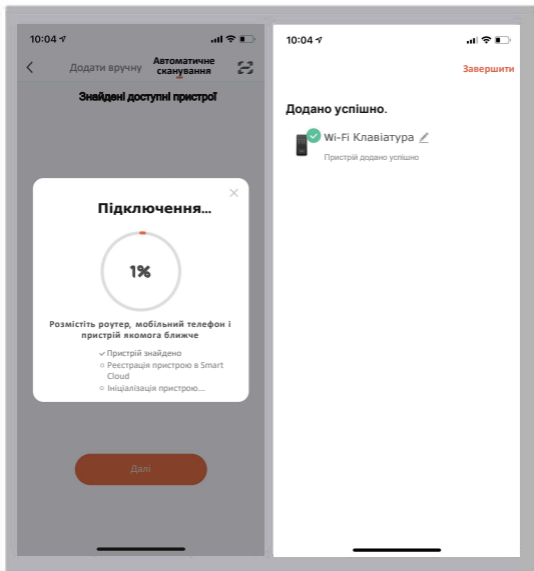 10:04
Додати вручну
Автоматичне
сканування
Знайдені доступні пристрої
Підключення...
1%
Розмістіть роутер, мобільний телефон і
пристрій якомога ближче
Пристрій знайдено
Реєстрація пристрою в Smart
Cloud
Ініціалізація пристрою....
Далі
10:04
Завершити
Додано успішно.
Wi-Fi Клавіатура
Пристрій додано успішно